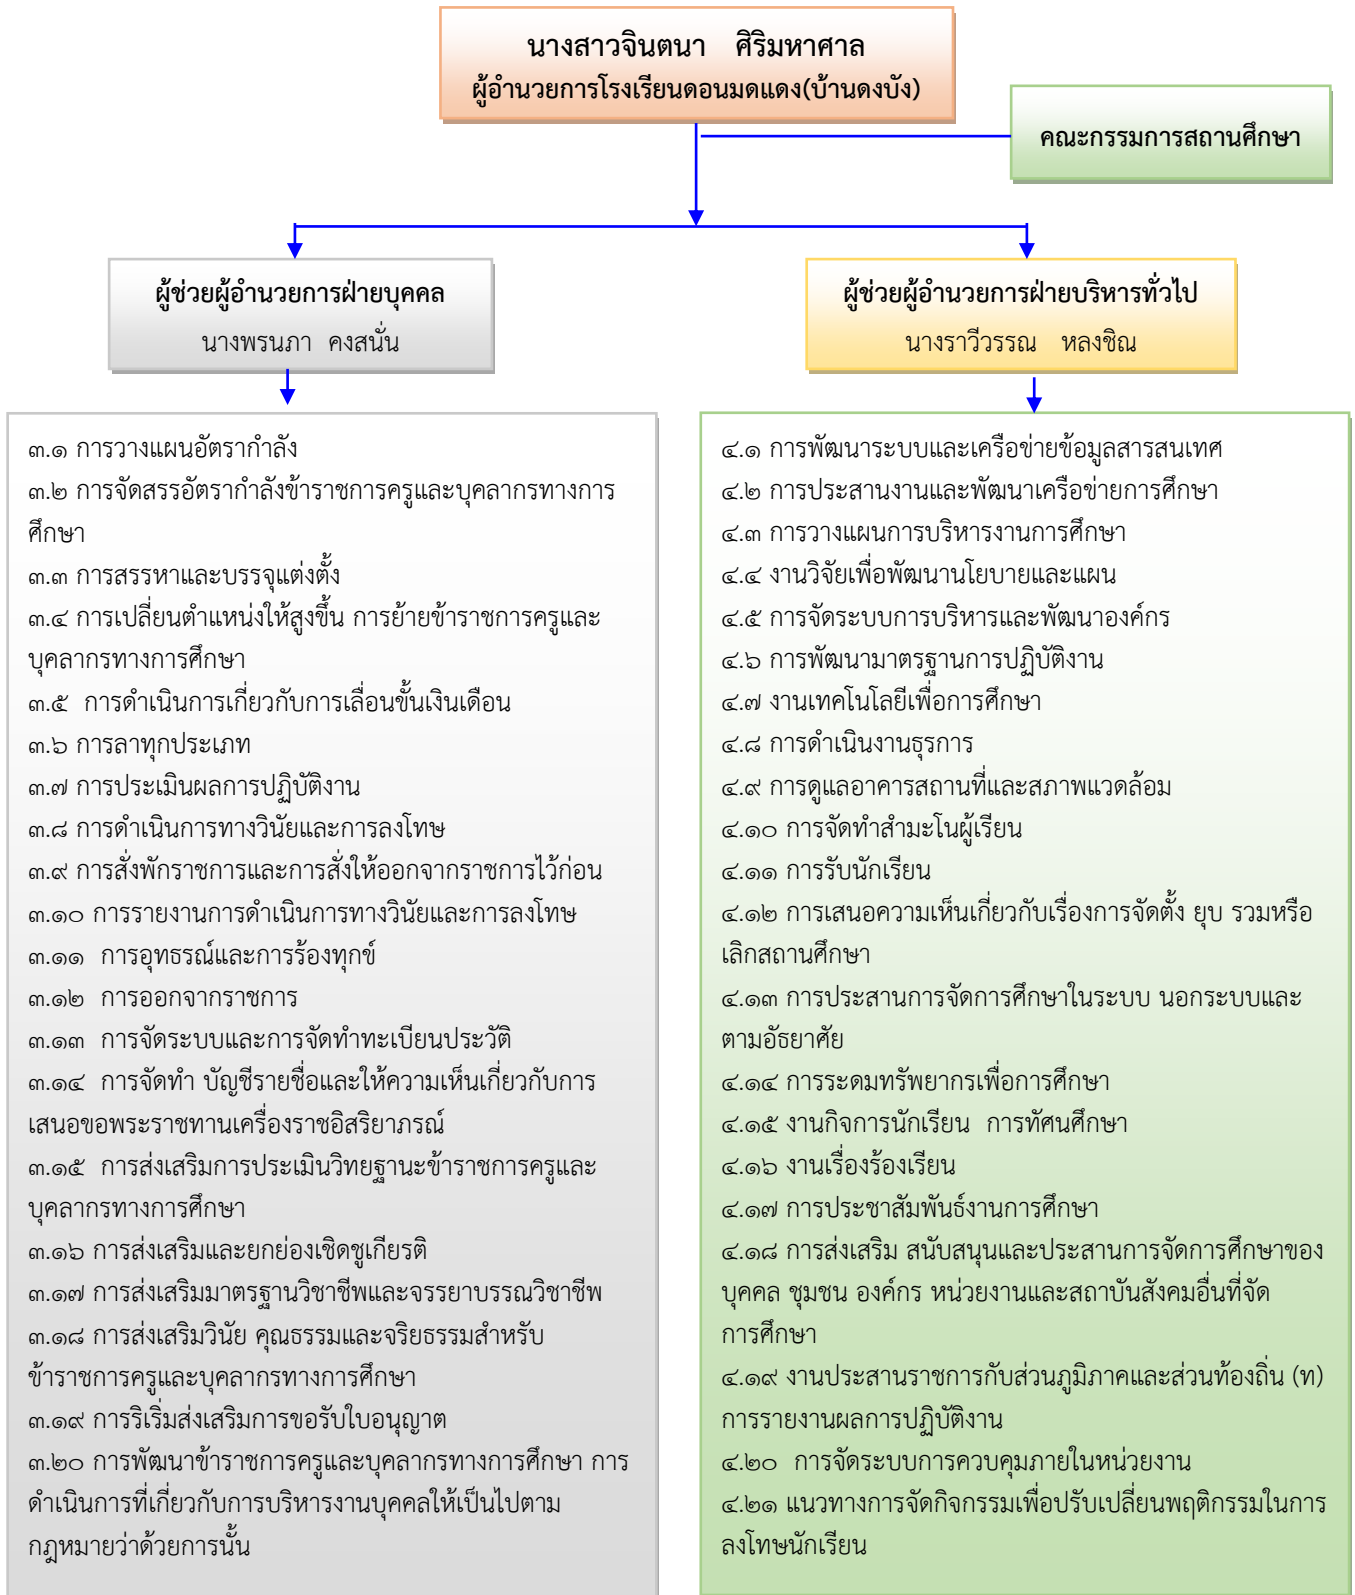 นางสาวจินตนา ศิริมหาศาล
ผู้อำนวยการโรงเรียนดอนมดแดง(บ้านดงบัง)
คณะกรรมการสถานศึกษา
ผู้ช่วยผู้อำนวยการฝ่ายบุคคล
นางพรนภา คงสนั่น
ผู้ช่วยผู้อำนวยการฝ่ายบริหารทั่วไป
นางราวีวรรณ หลงชิณ
๓.๑ การวางแผนอัตรากำลัง
๓.๒ การจัดสรรอัตรากำลังข้าราชการครูและบุคลากรทางการ
ศึกษา
๓.๓ การสรรหาและบรรจุแต่งตั้ง
๓.๔ การเปลี่ยนตำแหน่งให้สูงขึ้น การย้ายข้าราชการครูและ
บุคลากรทางการศึกษา
๓.๕ การดำเนินการเกี่ยวกับการเลื่อนขั้นเงินเดือน
๓.๖ การลาทุกประเภท
๓.๗ การประเมินผลการปฏิบัติงาน
๓.๘ การดำเนินการทางวินัยและการลงโทษ
๓.๙ การสั่งพักราชการและการสั่งให้ออกจากราชการไว้ก่อน
๓.๑๐ การรายงานการดำเนินการทางวินัยและการลงโทษ
๓.๑๑ การอุทธรณ์และการร้องทุกข์
๓.๑๒ การออกจากราชการ
๓.๑๓ การจัดระบบและการจัดทำทะเบียนประวัติ
๓.๑๔ การจัดทำ บัญชีรายชื่อและให้ความเห็นเกี่ยวกับการ
เสนอขอพระราชทานเครื่องราชอิสริยาภรณ์
๓.๑๕ การส่งเสริมการประเมินวิทยฐานะข้าราชการครูและ
บุคลากรทางการศึกษา
๓.๑๖ การส่งเสริมและยกย่องเชิดชูเกียรติ
๓.๑๗ การส่งเสริมมาตรฐานวิชาชีพและจรรยาบรรณวิชาชีพ
๓.๑๘ การส่งเสริมวินัย คุณธรรมและจริยธรรมสำหรับ
ข้าราชการครูและบุคลากรทางการศึกษา
๓.๑๙ การริเริ่มส่งเสริมการขอรับใบอนุญาต
๓.๒๐ การพัฒนาข้าราชการครูและบุคลากรทางการศึกษา การ
ดำเนินการที่เกี่ยวกับการบริหารงานบุคคลให้เป็นไปตาม
กฎหมายว่าด้วยการนั้น
๔.๑ การพัฒนาระบบและเครือข่ายข้อมูลสารสนเทศ
๔.๒ การประสานงานและพัฒนาเครือข่ายการศึกษา
๔.๓ การวางแผนการบริหารงานการศึกษา
๔.๔ งานวิจัยเพื่อพัฒนานโยบายและแผน
๔.๕ การจัดระบบการบริหารและพัฒนาองค์กร
๔.๖ การพัฒนามาตรฐานการปฏิบัติงาน
๔.๗ งานเทคโนโลยีเพื่อการศึกษา
๔.๘ การดำเนินงานธุรการ
๔.๙ การดูแลอาคารสถานที่และสภาพแวดล้อม
๔.๑๐ การจัดทำสำมะโนผู้เรียน
๔.๑๑ การรับนักเรียน
๔.๑๒ การเสนอความเห็นเกี่ยวกับเรื่องการจัดตั้ง ยุบ รวมหรือ
เลิกสถานศึกษา
๔.๑๓ การประสานการจัดการศึกษาในระบบ นอกระบบและ
ตามอัธยาศัย
๔.๑๔ การระดมทรัพยากรเพื่อการศึกษา
๔.๑๕ งานกิจการนักเรียน การทัศนศึกษา
๔.๑๖ งานเรื่องร้องเรียน
๔.๑๗ การประชาสัมพันธ์งานการศึกษา
๔.๑๘ การส่งเสริม สนับสนุนและประสานการจัดการศึกษาของ
บุคคล ชุมชน องค์กร หน่วยงานและสถาบันสังคมอื่นที่จัด
การศึกษา
๔.๑๙ งานประสานราชการกับส่วนภูมิภาคและส่วนท้องถิ่น (ท)
การรายงานผลการปฏิบัติงาน
๔.๒๐ การจัดระบบการควบคุมภายในหน่วยงาน
๔.๒๑ แนวทางการจัดกิจกรรมเพื่อปรับเปลี่ยนพฤติกรรมในการ
ลงโทษนักเรียน